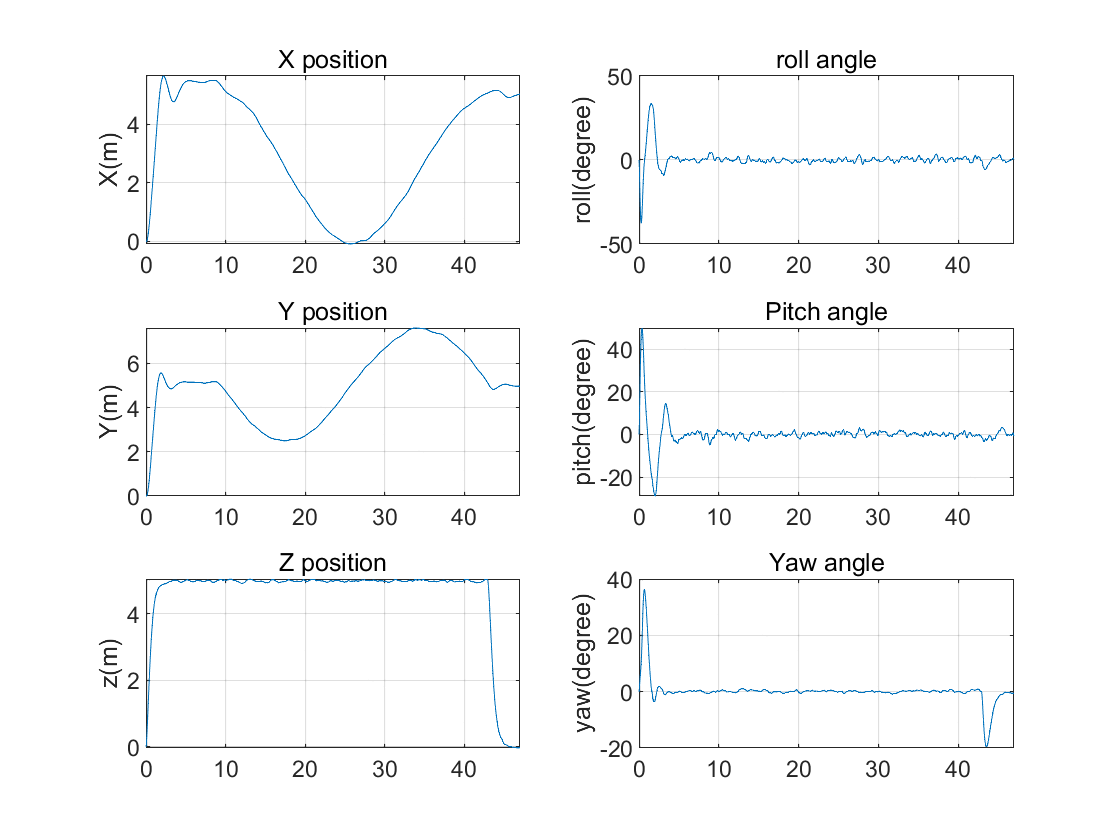 X position
X(m)
4
2
0
0 10 20 30 40
roll angle
roll(degree)
50
0
-50
0 10 20 30 40
Y position
Y(m)
6
4
2
0
0 10 20 30 40
Pitch angle
pitch(degree)
40
20
0
-20
0 10 20 30 40
Z position
z(m)
4
2
0
0 10 20 30 40
Yaw angle
yaw(degree)
40
20
0
-20
0 10 20 30 40